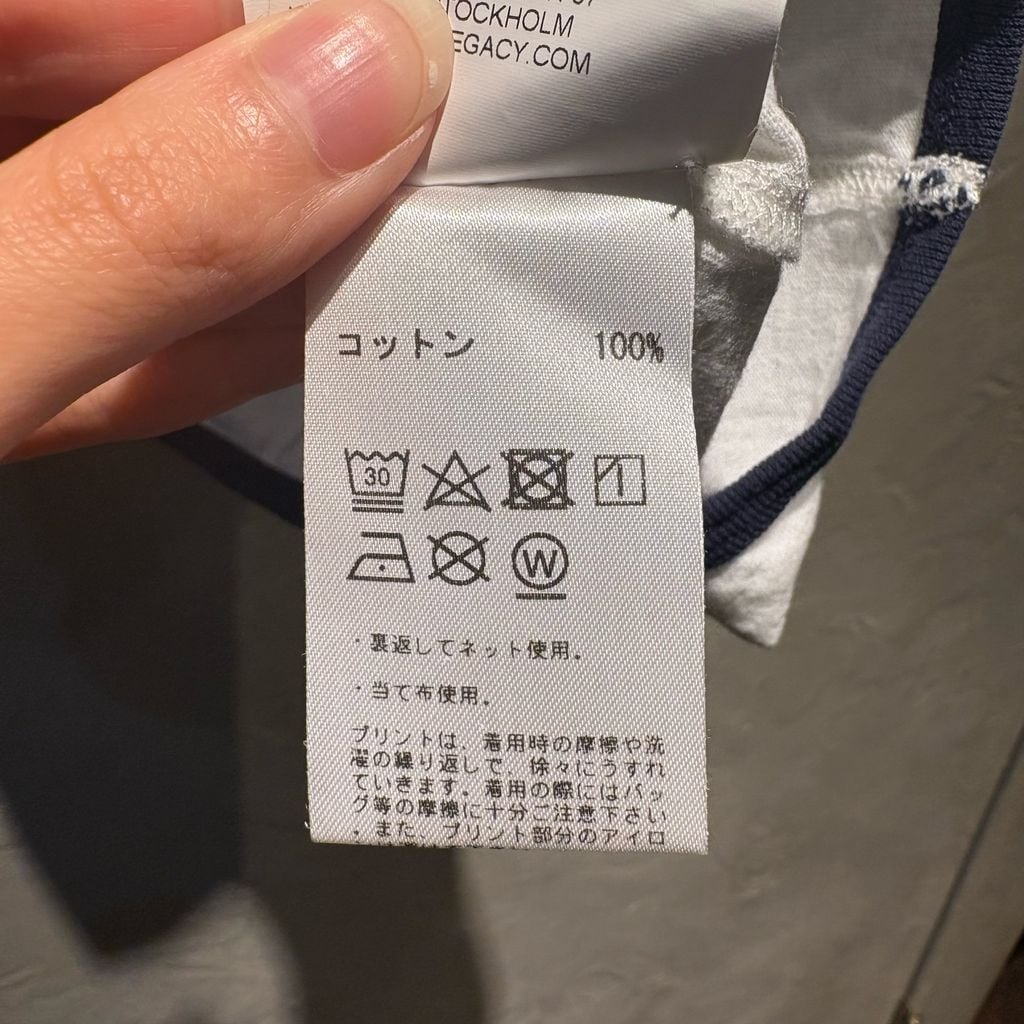 STOCKHOLM
LEGACY.COM
コットン 100%
30
W
・裏返してネット使用。
・当て布使用。
プリントは、着用時の摩擦や洗
濯の繰り返しで 徐々にうすれ
ていきます。着用の際にはバッ
グ等の摩擦に十分ご注意下さい
。また、プリント部分のアイロ